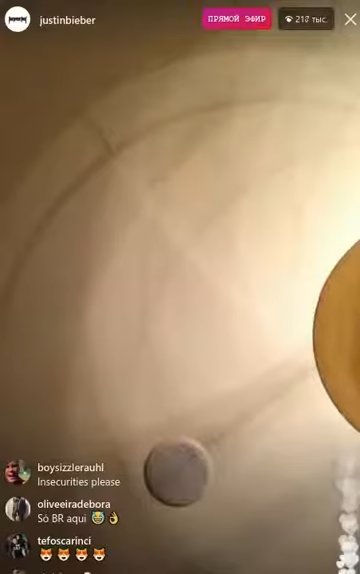 justinbieber
ПРЯМОЙ ЭФИР
210 тыс.
boysizzlerauhl
Insecurities please
oliveeiradebora
Só BR aqui 😅👌
tefoscarinci
😻😻😻😻